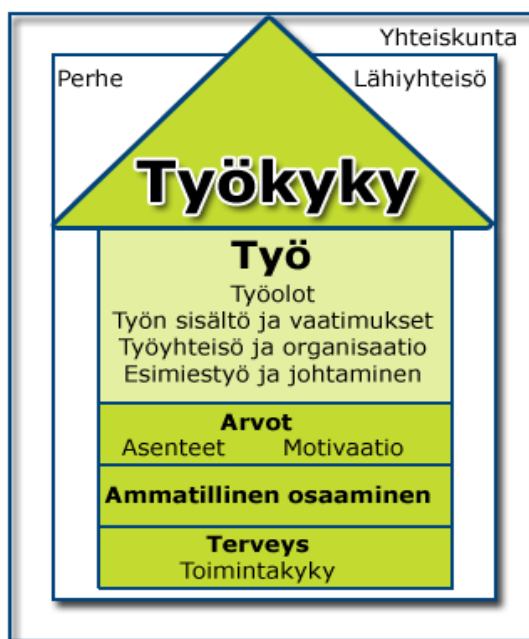 Yhteiskunta
Perhe
Lähiyhteisö
Työkyky
Työ
Työolot
Työn sisältö ja vaatimukset
Työyhteisö ja organisaatio
Esimiestyö ja johtaminen
Arvot
Asenteet Motivaatio
Ammatillinen osaaminen
Terveys
Toimintakyky